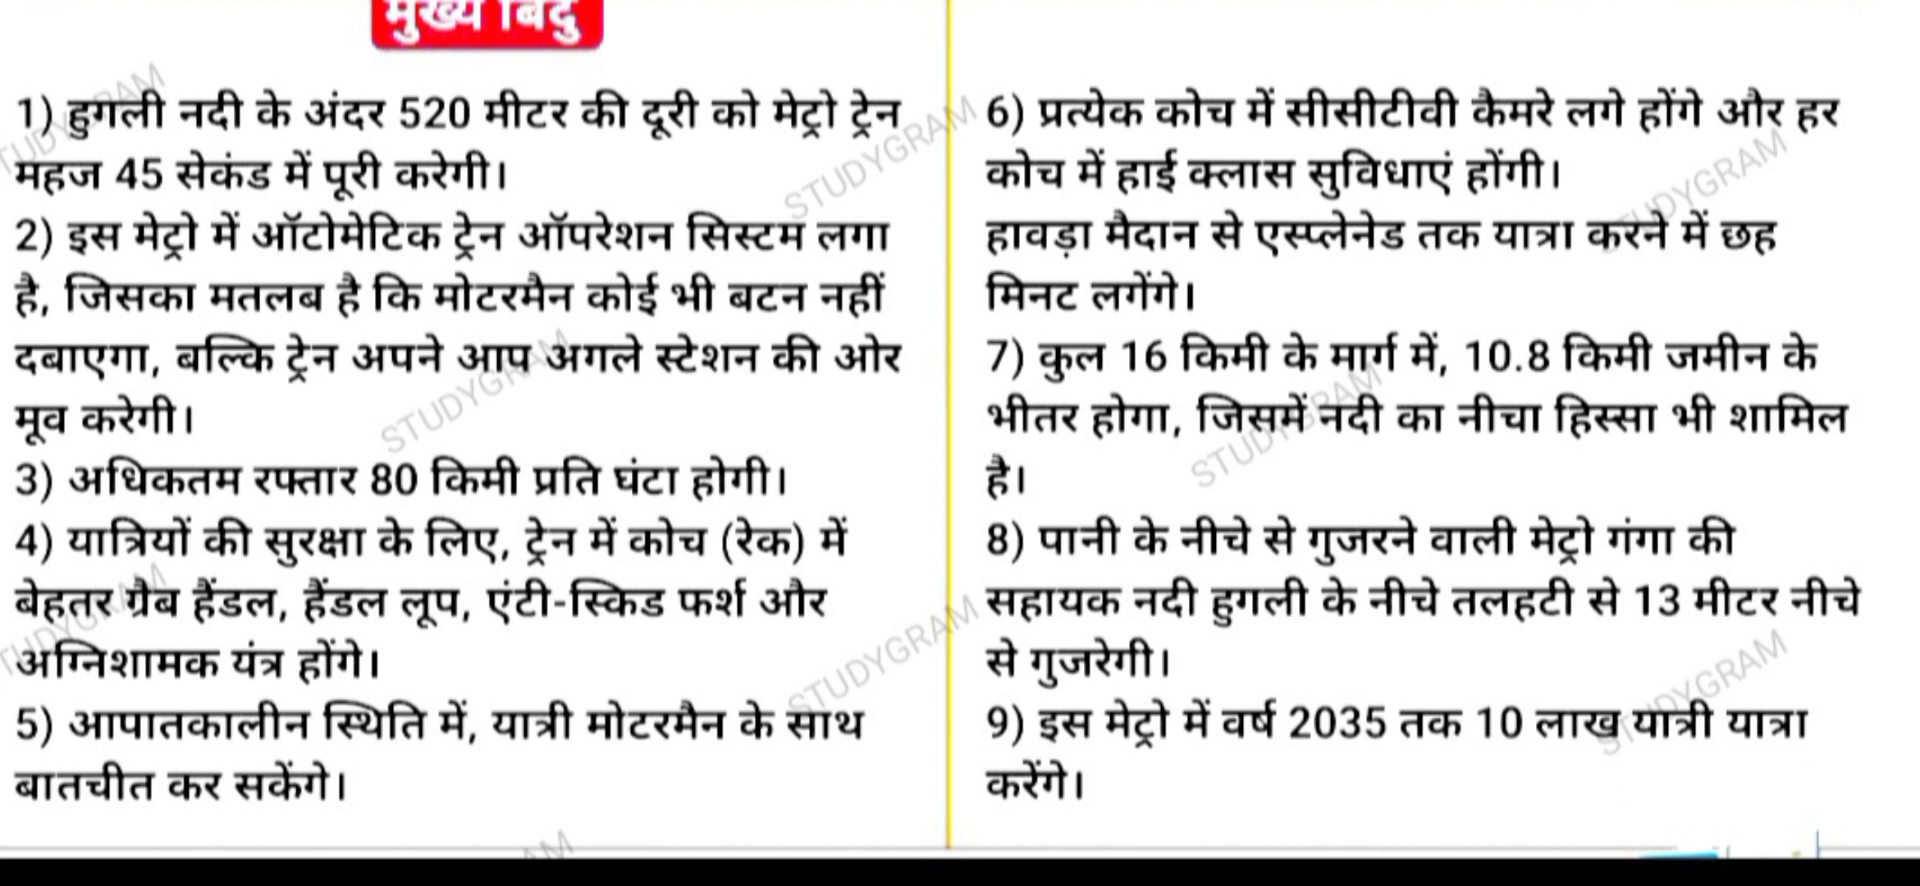 मुख्य बिंदु
1) हुगली नदी के अंदर 520 मीटर की दूरी को मेट्रो ट्रेन
महज 45 सेकंड में पूरी करेगी।
2) इस मेट्रो में ऑटोमेटिक ट्रेन ऑपरेशन सिस्टम लगा
है, जिसका मतलब है कि मोटरमैन कोई भी बटन नहीं
दबाएगा, बल्कि ट्रेन अपने आप अगले स्टेशन की ओर
मूव करेगी।
3) अधिकतम रफ्तार 80 किमी प्रति घंटा होगी।
4) यात्रियों की सुरक्षा के लिए, ट्रेन में कोच (रेक) में
बेहतर ग्रैब हैंडल, हैंडल लूप, एंटी-स्किड फर्श और
अग्निशामक यंत्र होंगे।
5) आपातकालीन स्थिति में, यात्री मोटरमैन के साथ
बातचीत कर सकेंगे।
6) प्रत्येक कोच में सीसीटीवी कैमरे लगे होंगे और हर
कोच में हाई क्लास सुविधाएं होंगी।
हावड़ा मैदान से एस्प्लेनेड तक यात्रा करने में छह
मिनट लगेंगे।
7) कुल 16 किमी के मार्ग में, 10.8 किमी जमीन के
भीतर होगा, जिसमें नदी का नीचा हिस्सा भी शामिल
है।
8) पानी के नीचे से गुजरने वाली मेट्रो गंगा की
सहायक नदी हुगली के नीचे तलहटी से 13 मीटर नीचे
से गुजरेगी।
9) इस मेट्रो में वर्ष 2035 तक 10 लाख यात्री यात्रा
करेंगे।
STUDYGRAM
STUDYGRAM
STUDYGRAM
STUDYGRAM